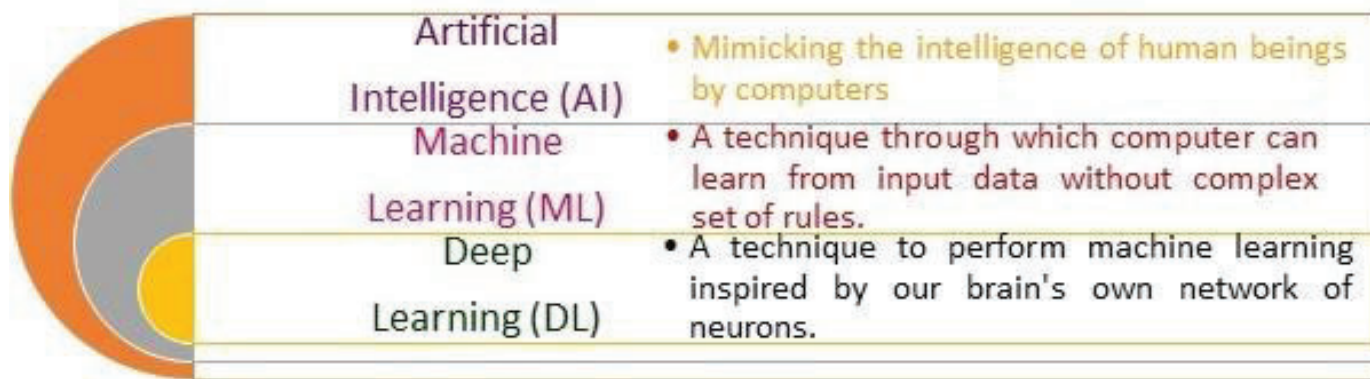 Artificial
Intelligence (AI)
• Mimicking the intelligence of human beings
by computers
Machine
Learning (ML)
• A technique through which computer can
learn from input data without complex
set of rules.
Deep
Learning (DL)
• A technique to perform machine learning
inspired by our brain's own network of
neurons.